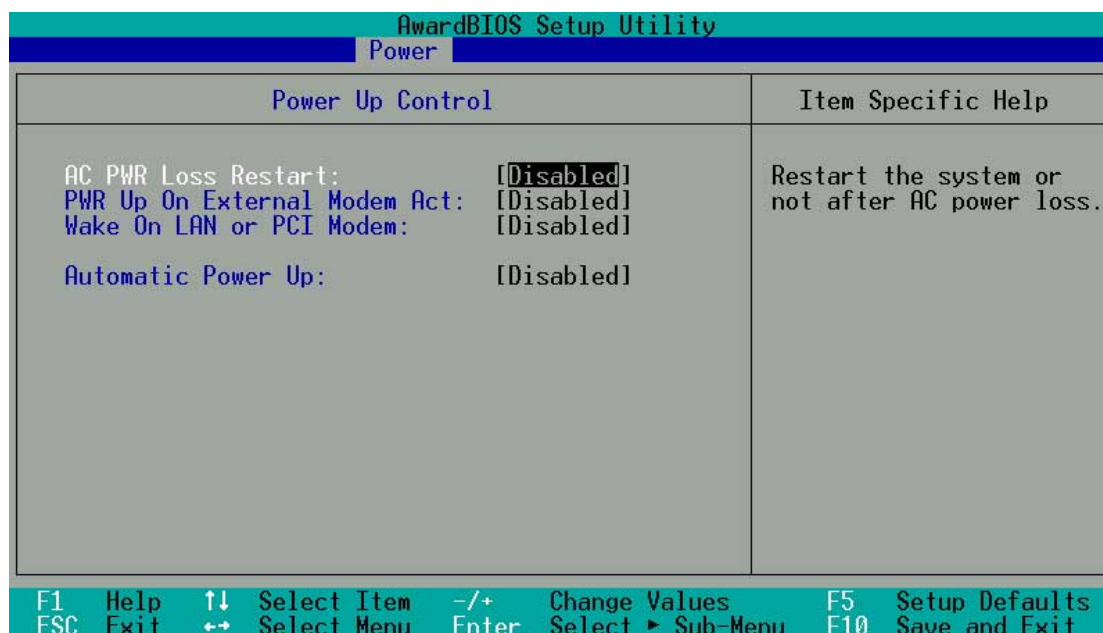 AwardBIOS Setup Utility
Power
Power Up Control
Item Specific Help
AC PWR Loss Restart: [Disabled]
PWR Up On External Modem Act: [Disabled]
Wake On LAN or PCI Modem: [Disabled]
Automatic Power Up: [Disabled]
Restart the system or
not after AC power loss.
F1 Help ↑↓ Select Item -/+ Change Values F5 Setup Defaults
ESC Exit ←→ Select Menu Enter Select ► Sub-Menu F10 Save and Exit